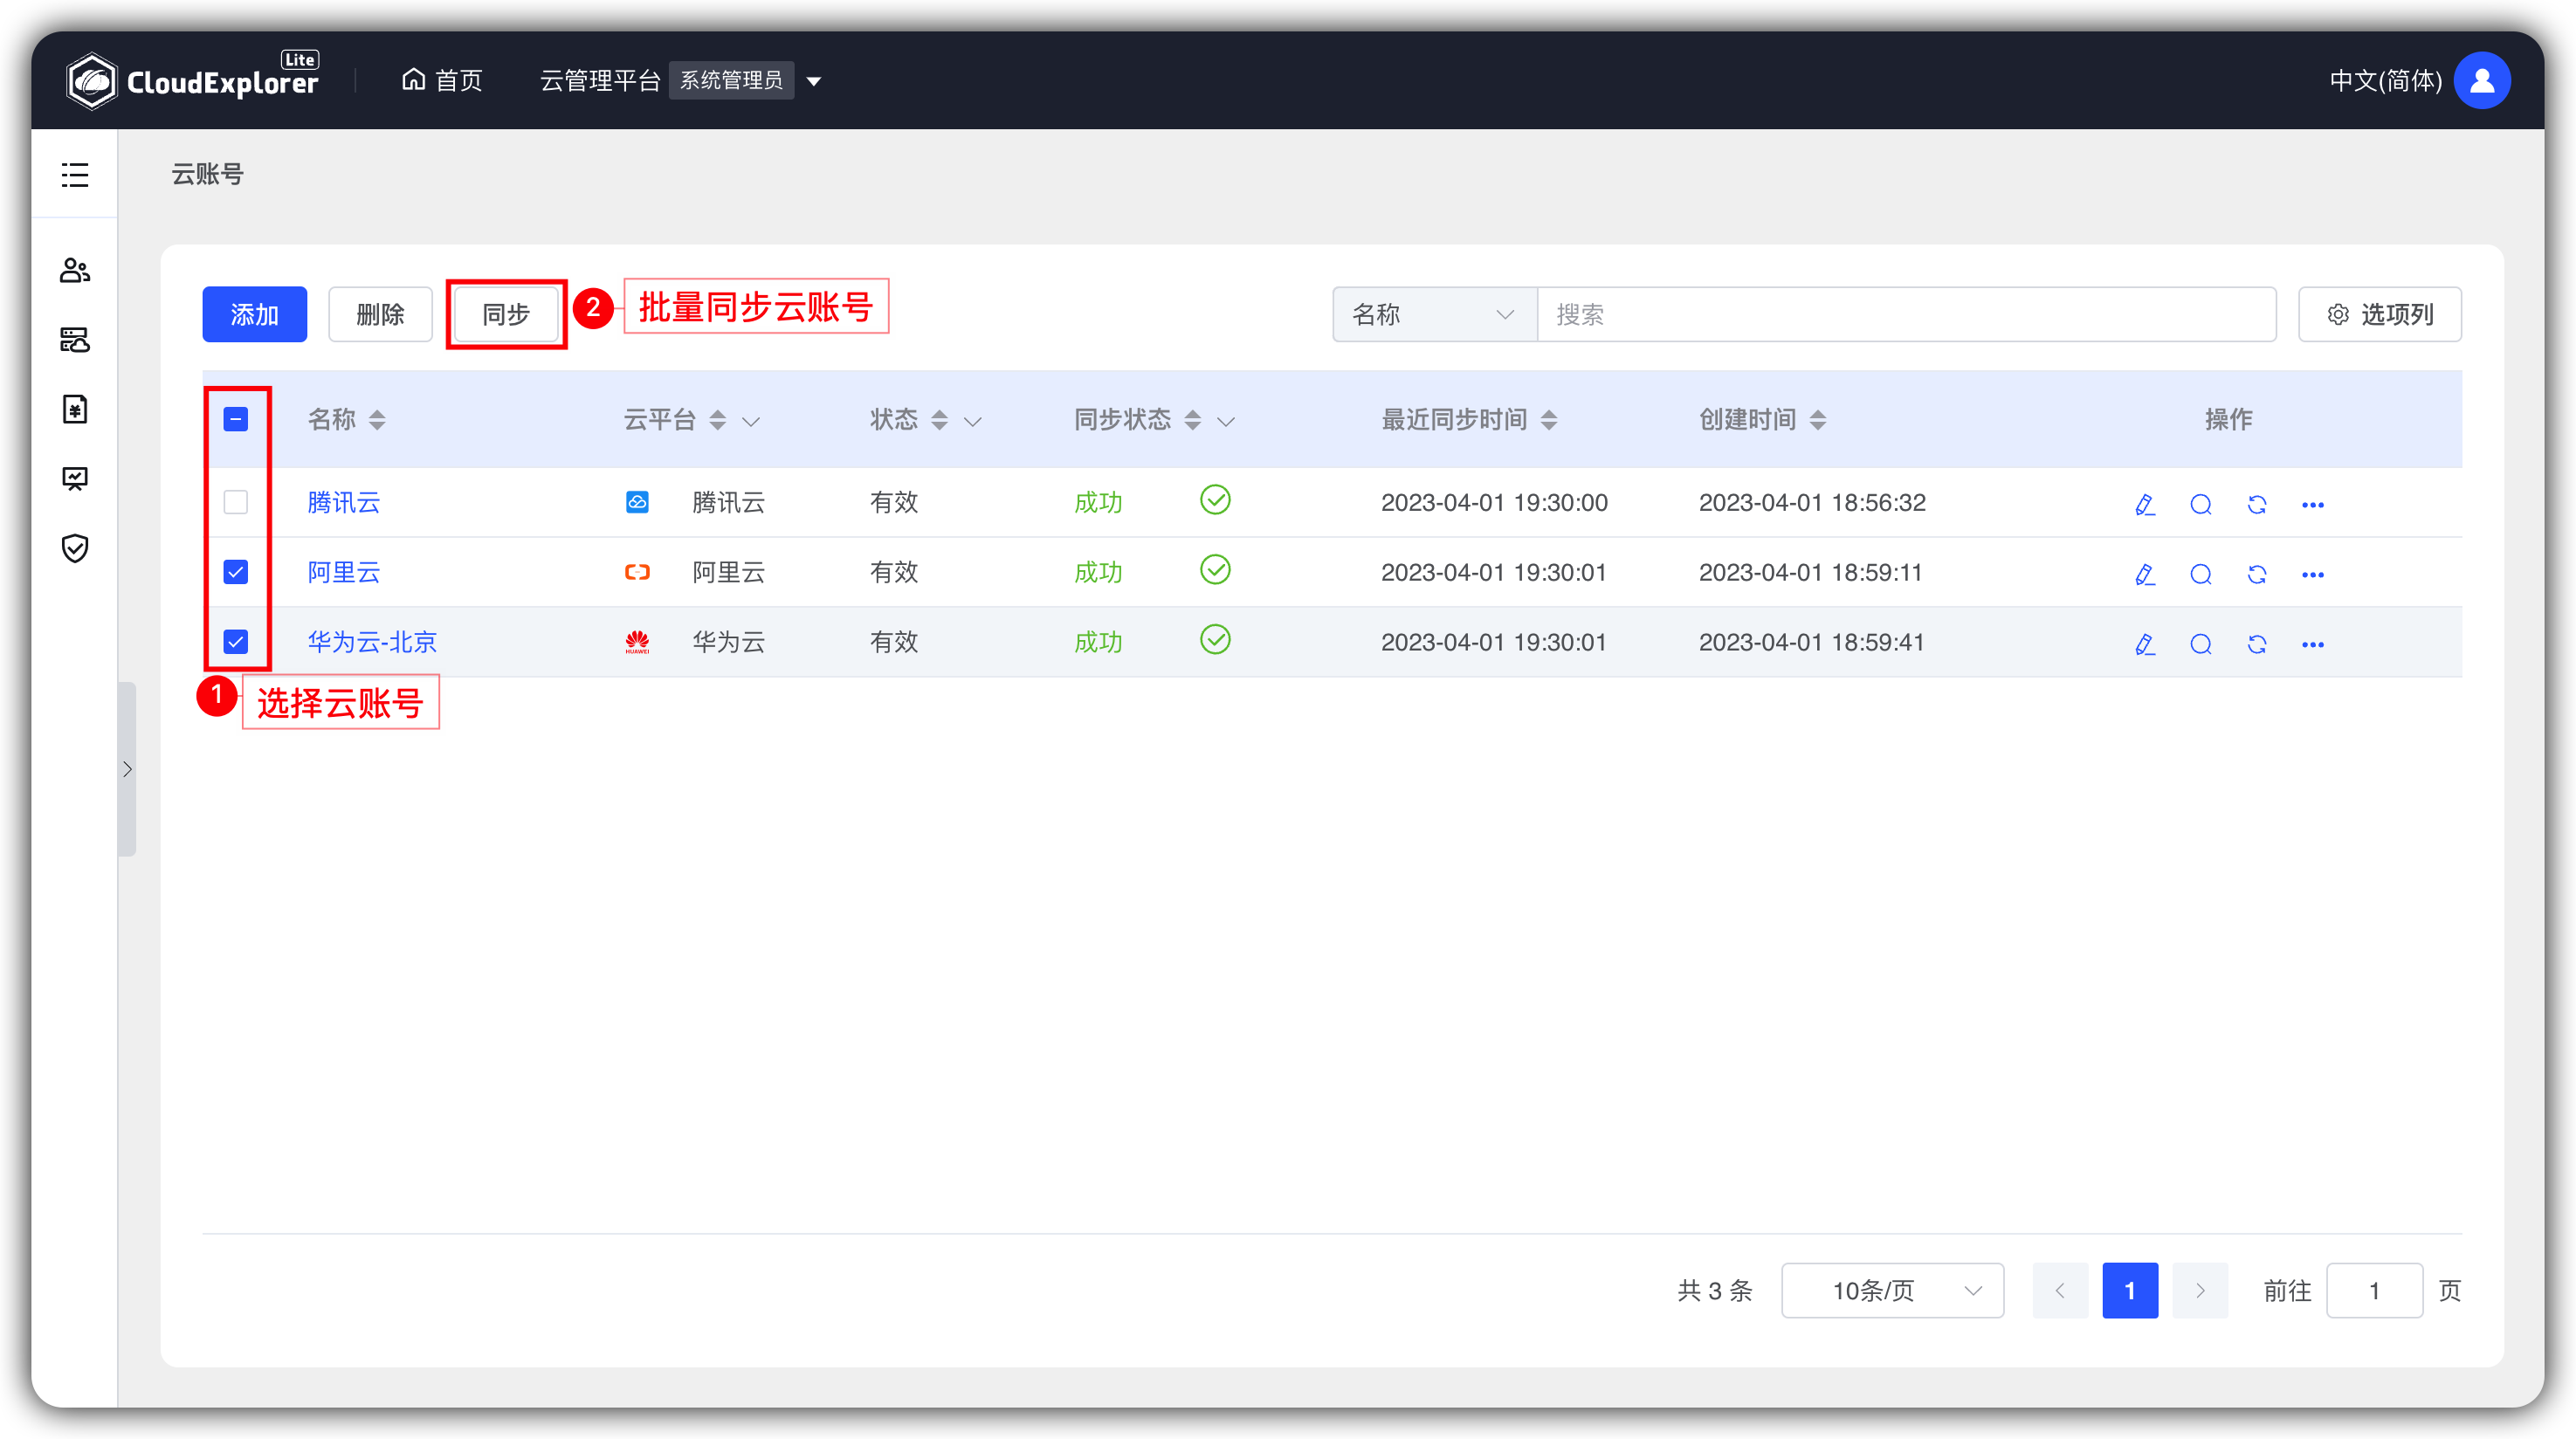 CloudExplorer Lite 首页 云管理平台 系统管理员 中文(简体)
云账号
添加 删除 同步 2 批量同步云账号 名称 搜索 选项列
名称 云平台 状态 同步状态 最近同步时间 创建时间 操作
腾讯云 腾讯云 有效 成功 2023-04-01 19:30:00 2023-04-01 18:56:32
阿里云 阿里云 有效 成功 2023-04-01 19:30:01 2023-04-01 18:59:11
华为云-北京 HUAWEI 华为云 有效 成功 2023-04-01 19:30:01 2023-04-01 18:59:41
1 选择云账号
共 3 条 10条/页 1 前往 1 页